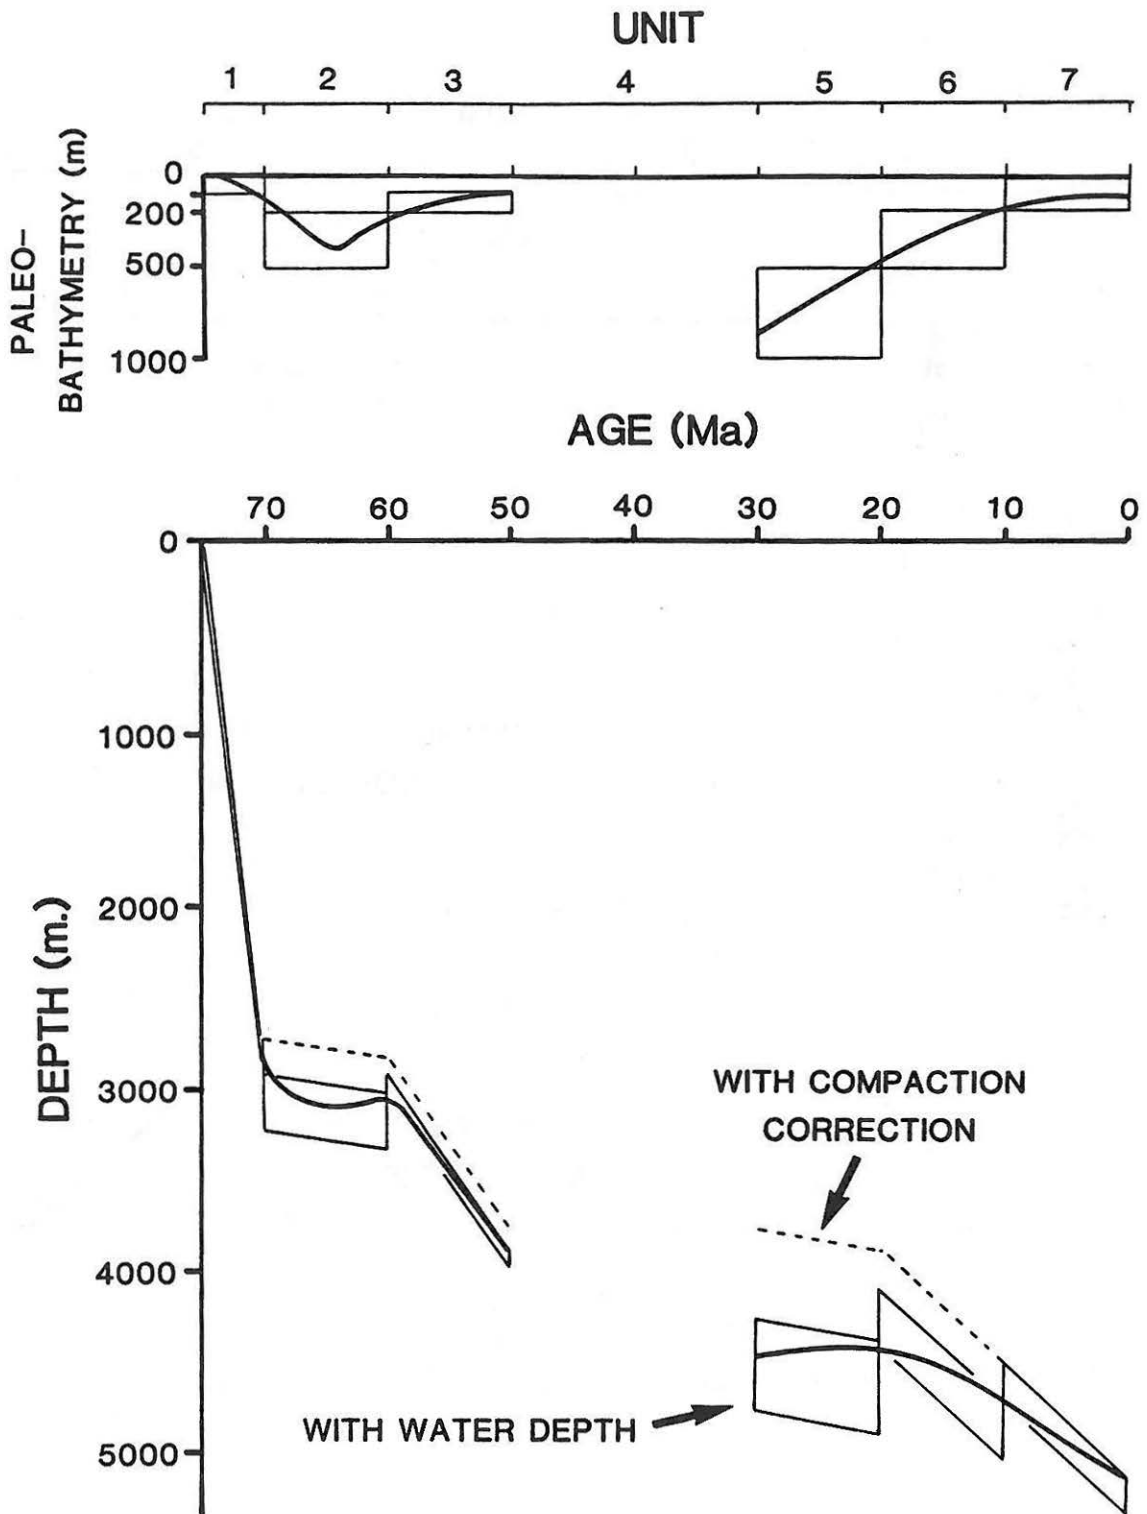 UNIT
1 2 3 4 5 6 7
PALEO-
BATHYMETRY (m)
0
200
500
1000
AGE (Ma)
70 60 50 40 30 20 10 0
DEPTH (m.)
0
1000
2000
3000
4000
5000
WITH COMPACTION
CORRECTION
WITH WATER DEPTH